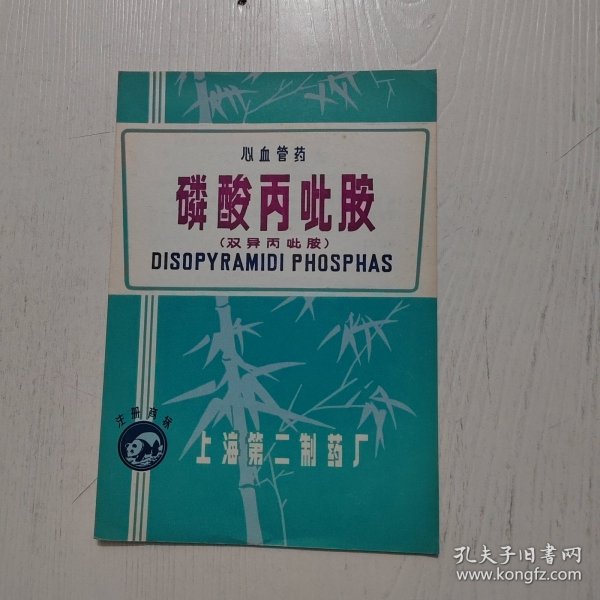 心血管药
磷酸丙吡胺
(双异丙吡胺)
DISOPYRAMIDI PHOSPHAS
注册商标
上海第二制药厂
孔夫子旧书网
www.kongfz.com